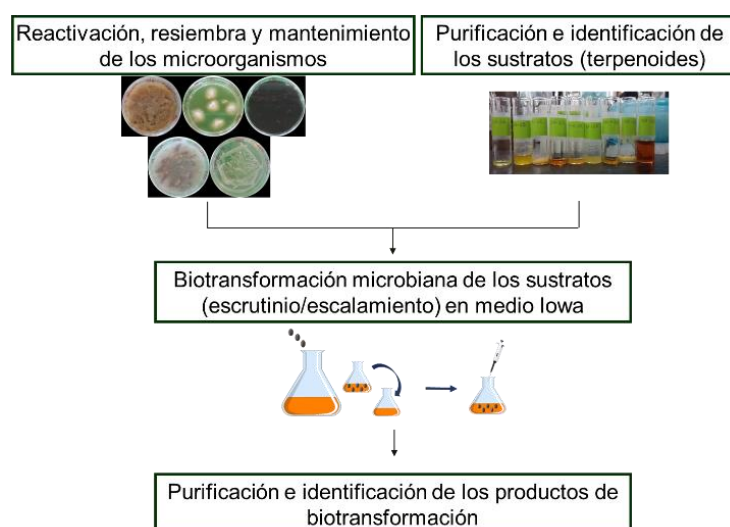 Reactivación, resiembra y mantenimiento
de los microorganismos
Purificación e identificación de
los sustratos (terpenoides)
Biotransformación microbiana de los sustratos
(escrutinio/escalamiento) en medio Iowa
Purificación e identificación de los productos de
biotransformación